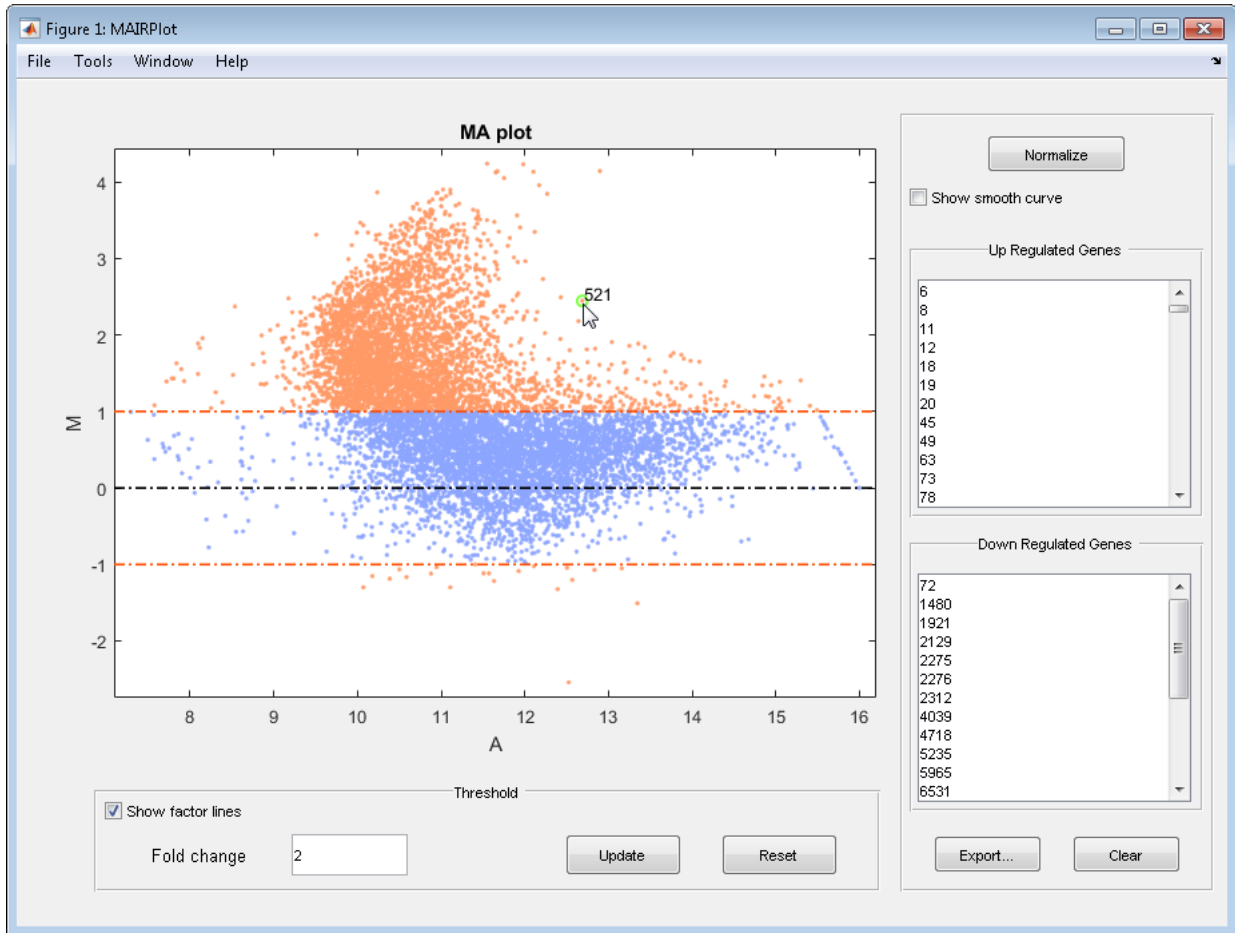 Figure 1: MAIRPlot
File Tools Window Help
MA plot
4
3
2
1
0
-1
-2
M
521
8 9 10 11 12 13 14 15 16
A
Threshold
Show factor lines
Fold change 2 Update Reset
Normalize
Show smooth curve
Up Regulated Genes
6
8
11
12
18
19
20
45
49
63
73
78
Down Regulated Genes
72
1480
1921
2129
2275
2276
2312
4039
4718
5235
5965
6531
Export... Clear